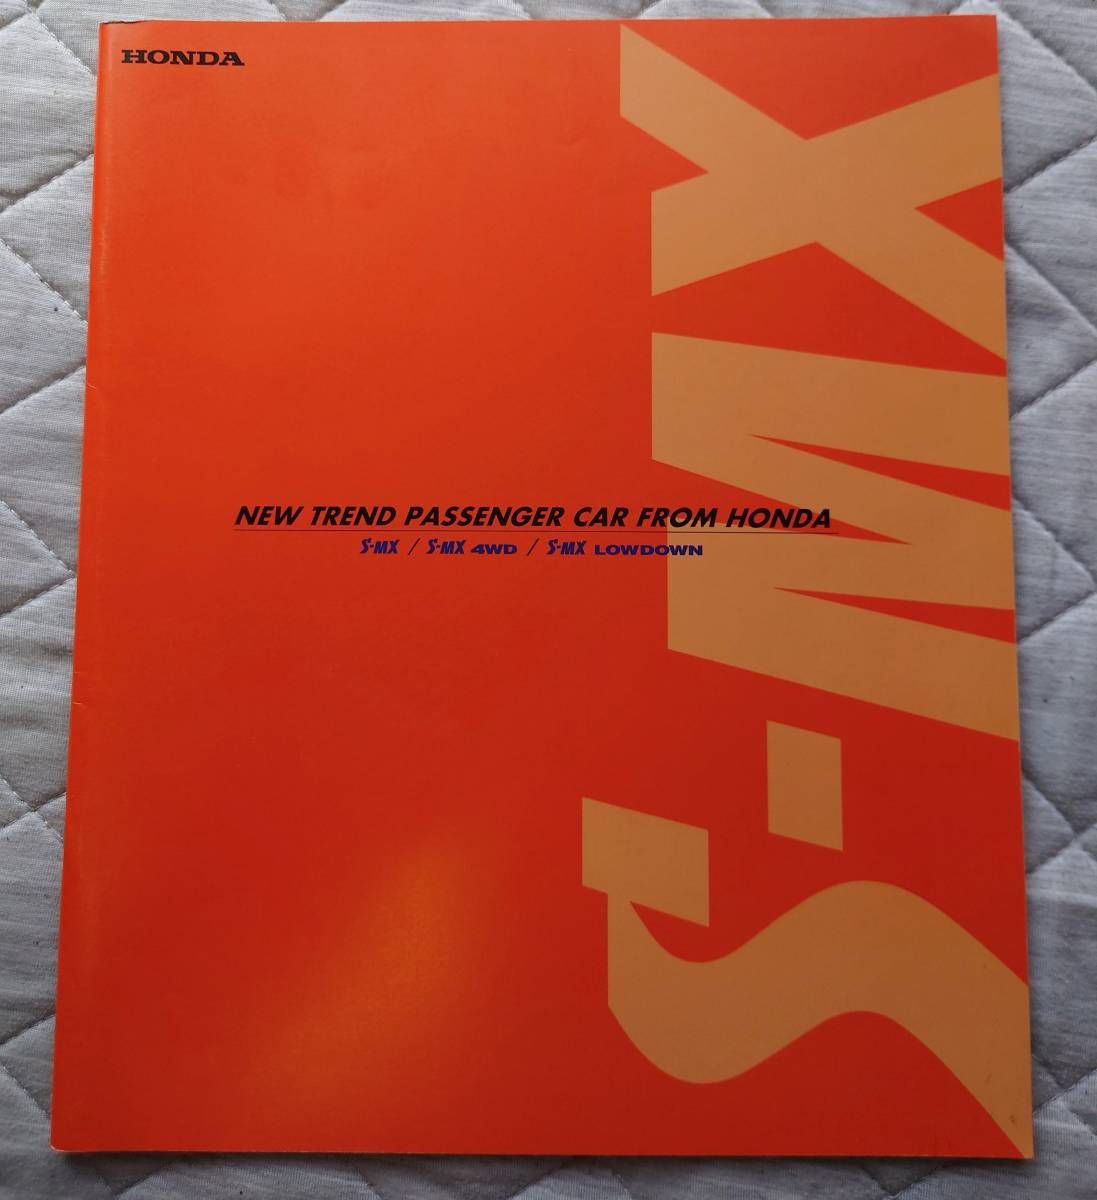 HONDA
NEW TREND PASSENGER CAR FROM HONDA
S-MX / S-MX 4WD / S-MX LOWDOWN
S-MX